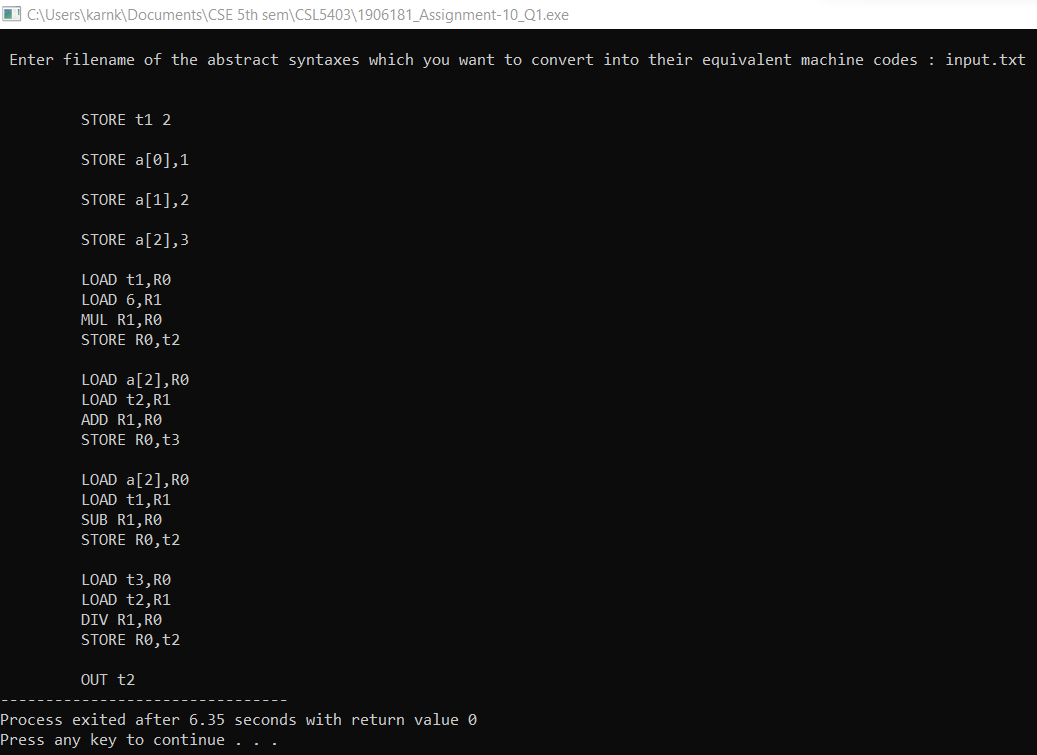 C:\Users\karnk\Documents\CSE 5th sem\CSL5403\1906181_Assignment-10_Q1.exe
Enter filename of the abstract syntaxes which you want to convert into their equivalent machine codes : input.txt
STORE t1 2
STORE a[0],1
STORE a[1],2
STORE a[2],3
LOAD t1,R0
LOAD 6,R1
MUL R1,R0
STORE R0,t2
LOAD a[2],R0
LOAD t2,R1
ADD R1,R0
STORE R0,t3
LOAD a[2],R0
LOAD t1,R1
SUB R1,R0
STORE R0,t2
LOAD t3,R0
LOAD t2,R1
DIV R1,R0
STORE R0,t2
OUT t2
--------------------------------
Process exited after 6.35 seconds with return value 0
Press any key to continue . . .